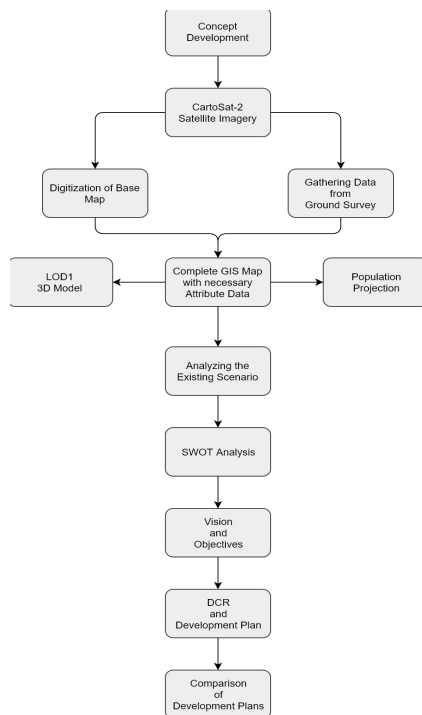 Concept
Development
CartoSat-2
Satellite Imagery
Digitization of Base
Map
Gathering Data
from
Ground Survey
LOD1
3D Model
Complete GIS Map
with necessary
Attribute Data
Population
Projection
Analyzing the
Existing Scenario
SWOT Analysis
Vision
and
Objectives
DCR
and
Development Plan
Comparison
of
Development Plans